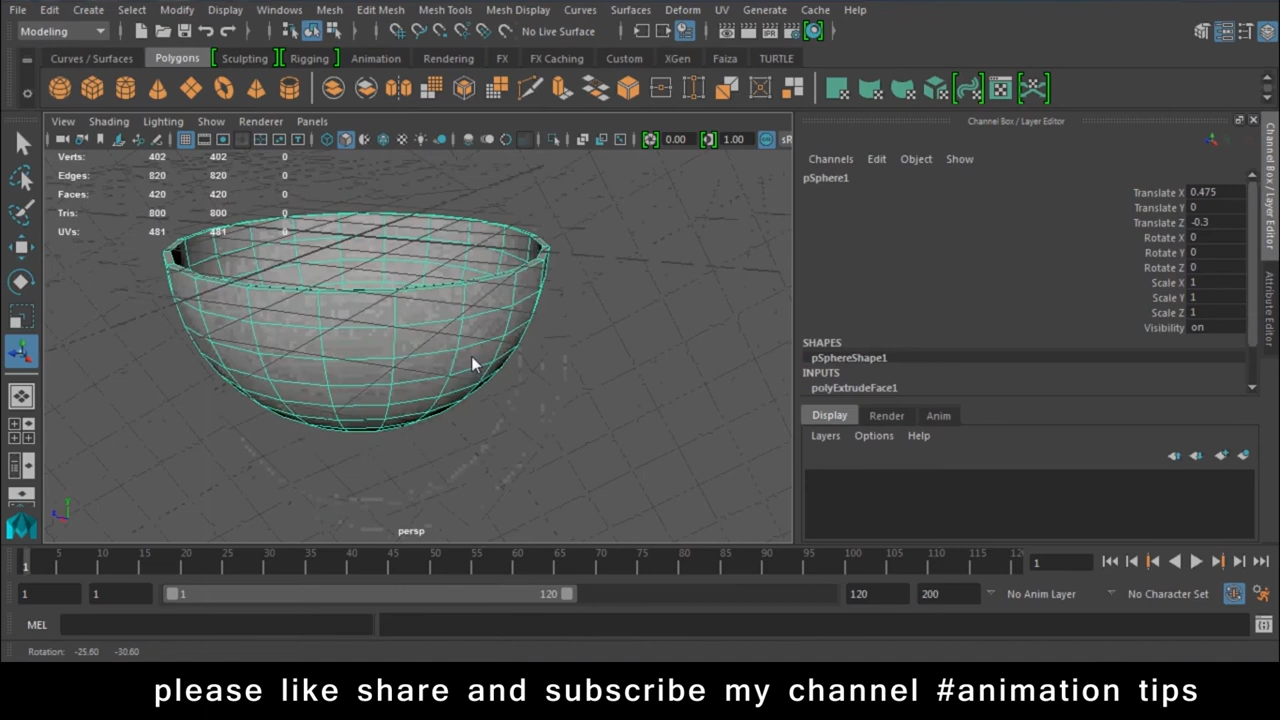 File Edit Create Select Modify Display Windows Mesh Edit Mesh Mesh Tools Mesh Display Curves Surfaces Deform UV Generate Cache Help
Modeling No Live Surface
Curves / Surfaces Polygons Sculpting Rigging Animation Rendering FX FX Caching Custom XGen Faiza TURTLE
View Shading Lighting Show Renderer Panels
0.00 1.00 sR
Verts: 402 402 0
Edges: 820 820 0
Faces: 420 420 0
Tris: 800 800 0
UVs: 481 481 0
persp
Channel Box / Layer Editor
Channels Edit Object Show
pSphere1
Translate X 0.475
Translate Y 0
Translate Z -0.3
Rotate X 0
Rotate Y 0
Rotate Z 0
Scale X 1
Scale Y 1
Scale Z 1
Visibility on
SHAPES
pSphereShape1
INPUTS
polyExtrudeFace1
Display Render Anim
Layers Options Help
Channel Box / Layer Editor
Attribute Editor
5 10 15 20 25 30 35 40 45 50 55 60 65 70 75 80 85 90 95 100 105 110 115 12
1 1
1 1 1 120 120 200 No Anim Layer No Character Set
MEL
Rotation: -25.60 -30.60
please like share and subscribe my channel #animation tips